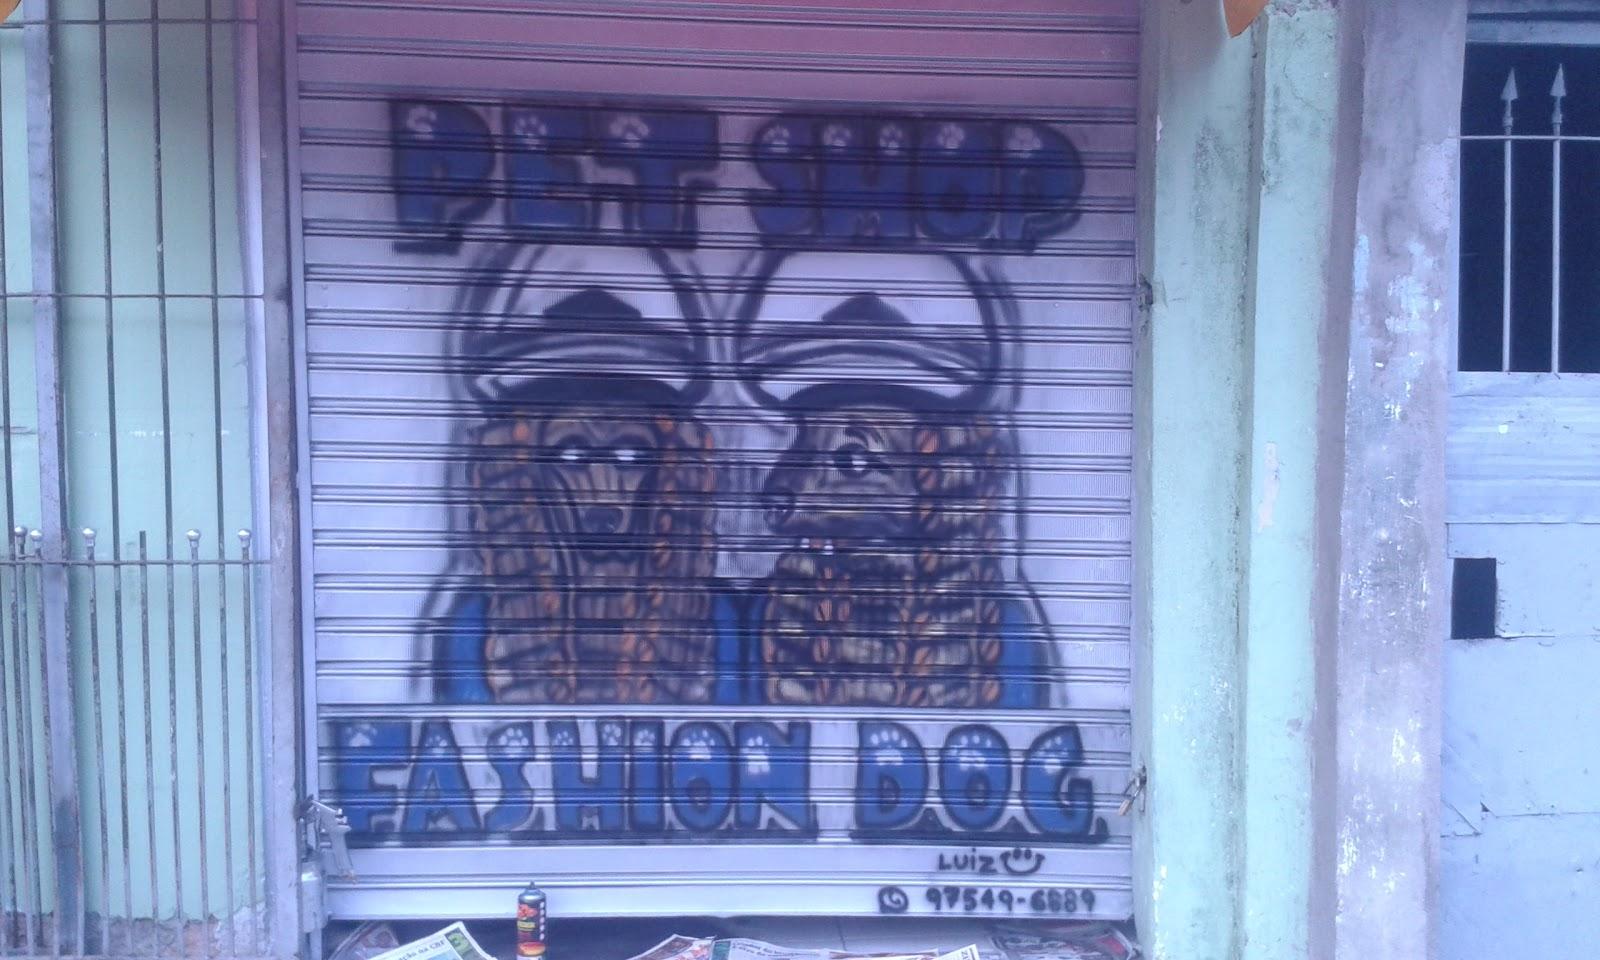 PET SHOP
FASHION DOG
LUiZ
97549-6889